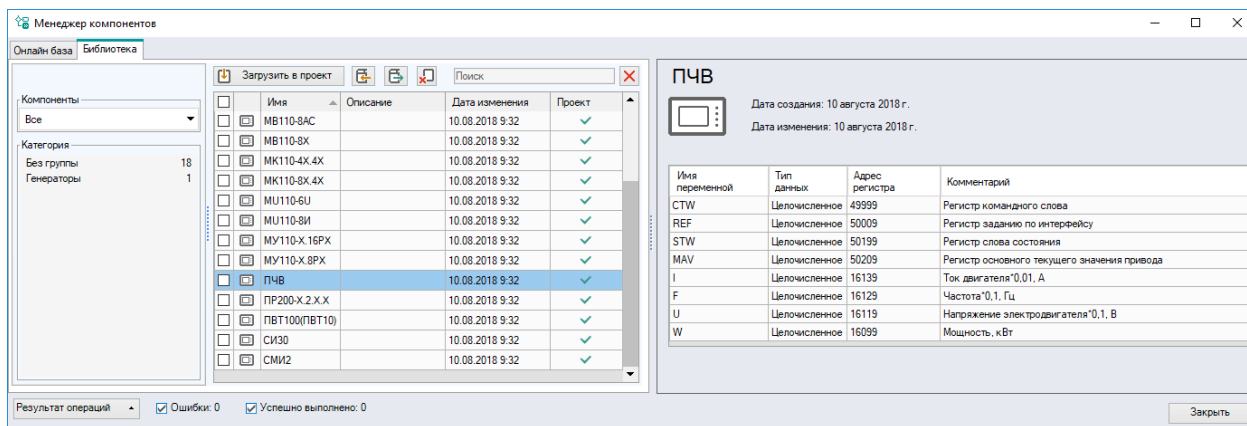 Менеджер компонентов
Онлайн база Библиотека
Загрузить в проект Поиск
Компоненты
Все
Категория
Без группы 18
Генераторы 1
Имя Описание Дата изменения Проект
МВ110-8АС 10.08.2018 9:32
МВ110-8Х 10.08.2018 9:32
МК110-4Х.4Х 10.08.2018 9:32
МК110-8Х.4Х 10.08.2018 9:32
MU110-6U 10.08.2018 9:32
MU110-8И 10.08.2018 9:32
МУ110-Х.16РХ 10.08.2018 9:32
МУ110-Х.8РХ 10.08.2018 9:32
ПЧВ 10.08.2018 9:32
ПР200-Х.2.Х.Х 10.08.2018 9:32
ПВТ100(ПВТ10) 10.08.2018 9:32
СИ30 10.08.2018 9:32
СМИ2 10.08.2018 9:32
ПЧВ
Дата создания: 10 августа 2018 г.
Дата изменения: 10 августа 2018 г.
Имя переменной Тип данных Адрес регистра Комментарий
CTW Целочисленное 49999 Регистр командного слова
REF Целочисленное 50009 Регистр заданию по интерфейсу
STW Целочисленное 50199 Регистр слова состояния
MAV Целочисленное 50209 Регистр основного текущего значения привода
I Целочисленное 16139 Ток двигателя*0,01, А
F Целочисленное 16129 Частота*0,1, Гц
U Целочисленное 16119 Напряжение электродвигателя*0,1, В
W Целочисленное 16099 Мощность, кВт
Результат операций Ошибки: 0 Успешно выполнено: 0
Закрыть